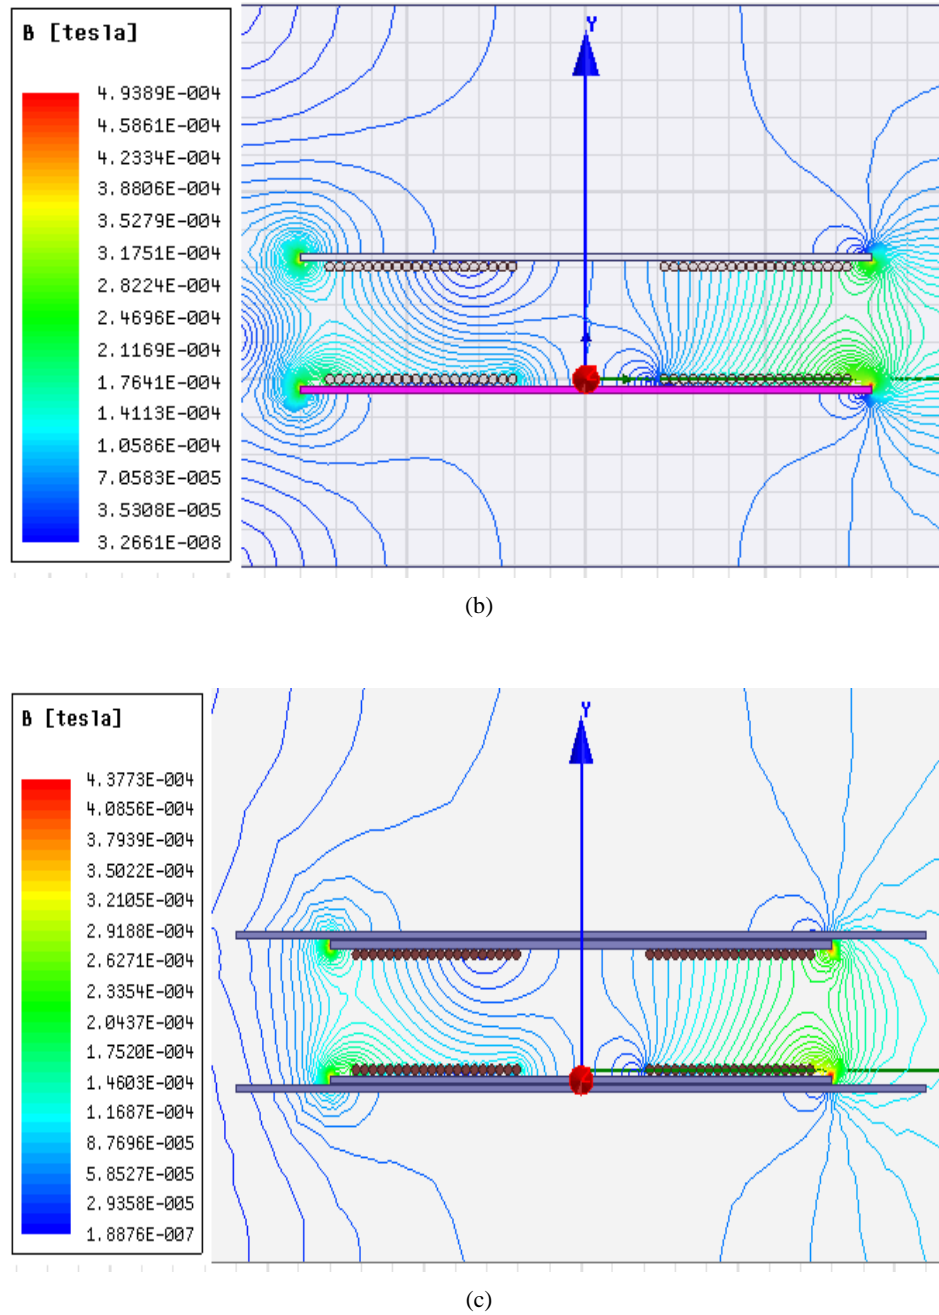 B [tesla]
4.9389E-004
4.5861E-004
4.2334E-004
3.8806E-004
3.5279E-004
3.1751E-004
2.8224E-004
2.4696E-004
2.1169E-004
1.7641E-004
1.4113E-004
1.0586E-004
7.0583E-005
3.5308E-005
3.2661E-008
Y
(b)
B [tesla]
4.3773E-004
4.0856E-004
3.7939E-004
3.5022E-004
3.2105E-004
2.9188E-004
2.6271E-004
2.3354E-004
2.0437E-004
1.7520E-004
1.4603E-004
1.1687E-004
8.7696E-005
5.8527E-005
2.9358E-005
1.8876E-007
Y
(c)